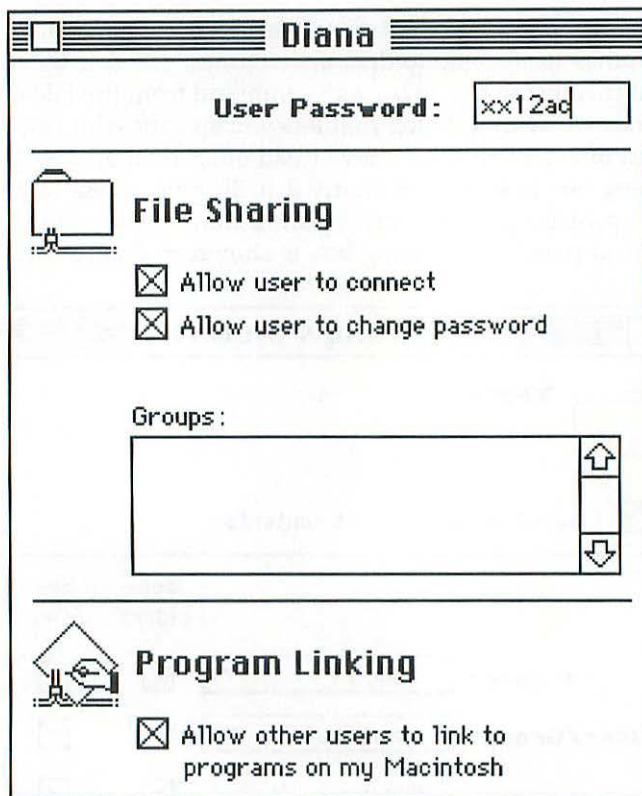 Diana
User Password:
xx12ac
File Sharing
Allow user to connect
Allow user to change password
Groups:
Program Linking
Allow other users to link to
programs on my Macintosh